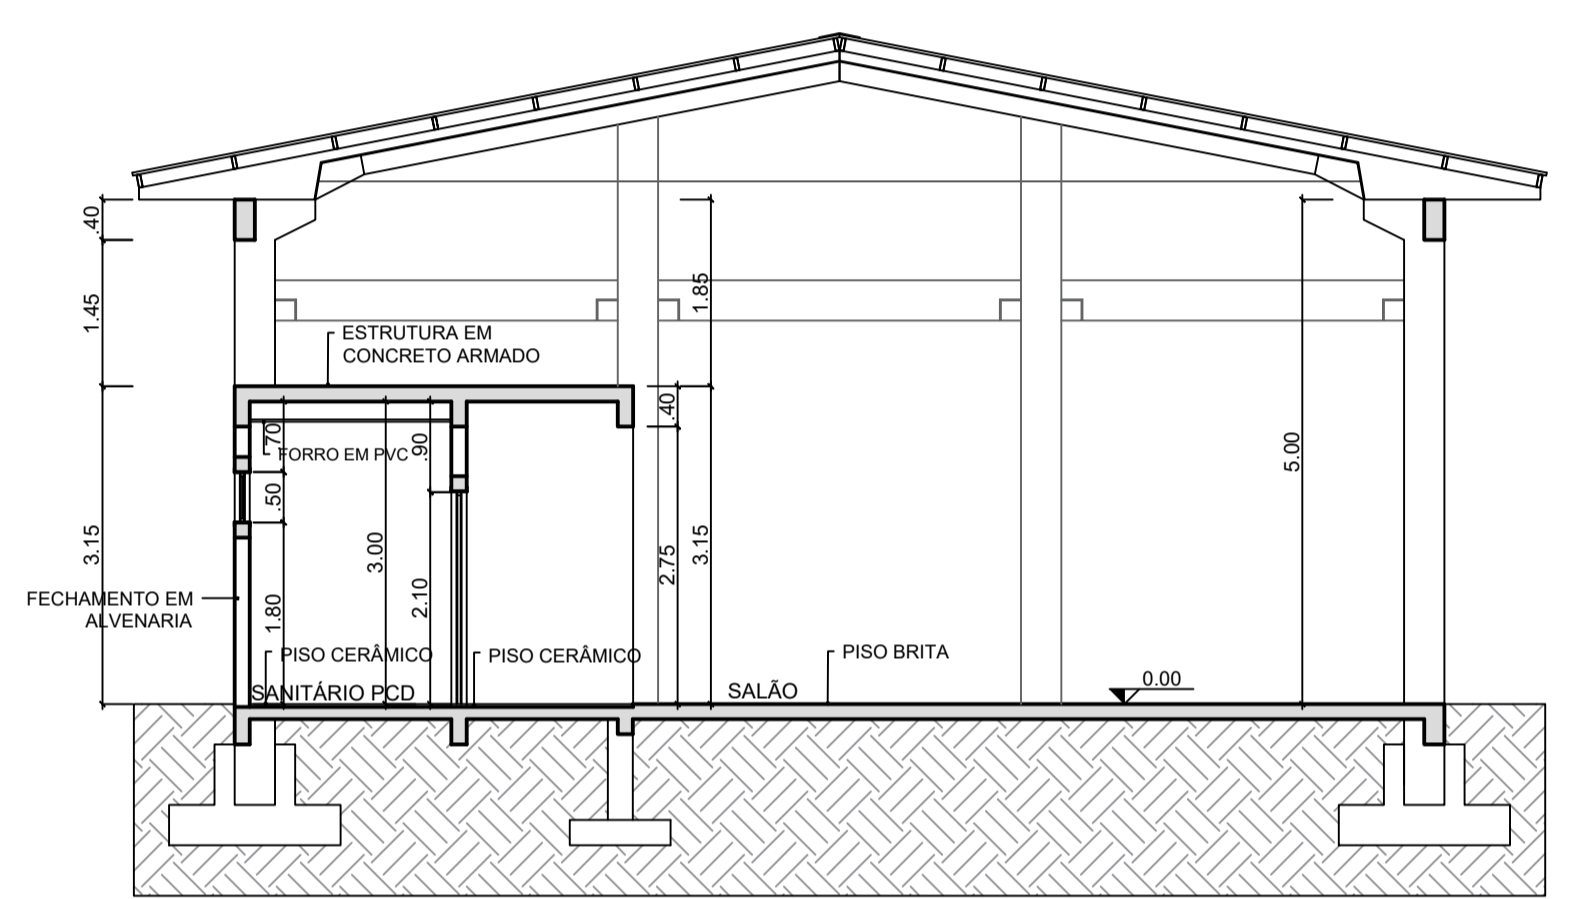 .40
1.45
1.85
ESTRUTURA EM
CONCRETO ARMADO
.40
.70
.90
FORRO EM PVC
5.00
.50
3.15
3.00
2.75
3.15
2.10
FECHAMENTO EM
ALVENARIA
1.80
PISO CERÂMICO
PISO CERÂMICO
PISO BRITA
SANITÁRIO PCD
SALÃO
0.00